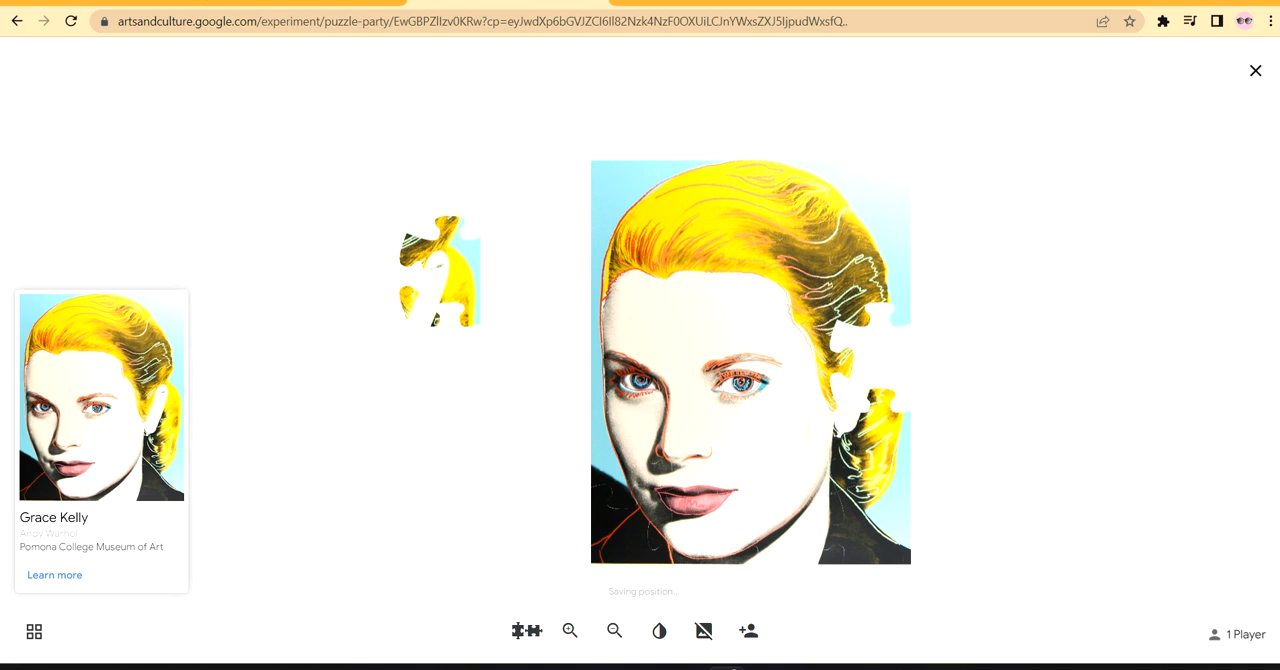 artsandculture.google.com/experiment/puzzle-party/EwGBPZlIzv0KRw?cp=eyJwdXp6bGVJZCI6Il82Nzk4NzF0OXUiLCJnYWxsZXJ5IjpudWxsfQ..
Grace Kelly
Andy Warhol
Pomona College Museum of Art
Learn more
Saving position...
1 Player